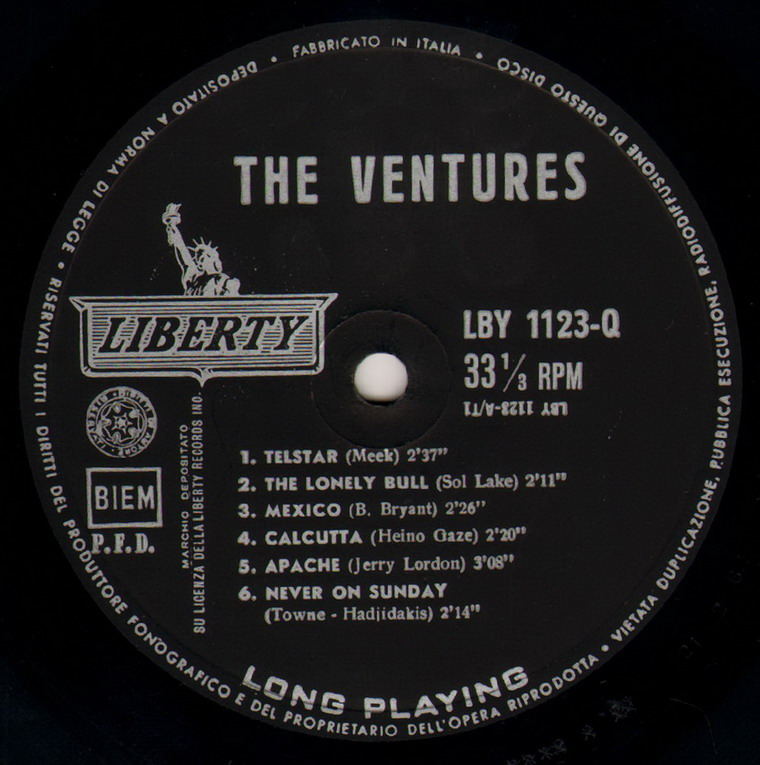 DEPOSITATO A NORMA DI LEGGE • RISERVATI TUTTI I DIRITTI DEL PRODUTTORE FONOGRAFICO E DEL PROPRIETARIO DELL'OPERA RIPRODOTTA • VIETATA DUPLICAZIONE, PUBBLICA ESECUZIONE, RADIODIFFUSIONE DI QUESTO DISCO • FABBRICATO IN ITALIA •
THE VENTURES
LIBERTY
LBY 1123-Q
33 1/3 RPM
LBY 1123-A/T1
BIEM
P.F.D.
MARCHIO DEPOSITATO
SU LICENZA DELLA LIBERTY RECORDS INC.
1. TELSTAR (Meek) 2'37"
2. THE LONELY BULL (Sol Lake) 2'11"
3. MEXICO (B. Bryant) 2'26"
4. CALCUTTA (Heino Gaze) 2'20"
5. APACHE (Jerry Lordon) 3'08"
6. NEVER ON SUNDAY
(Towne - Hadjidakis) 2'14"
LONG PLAYING